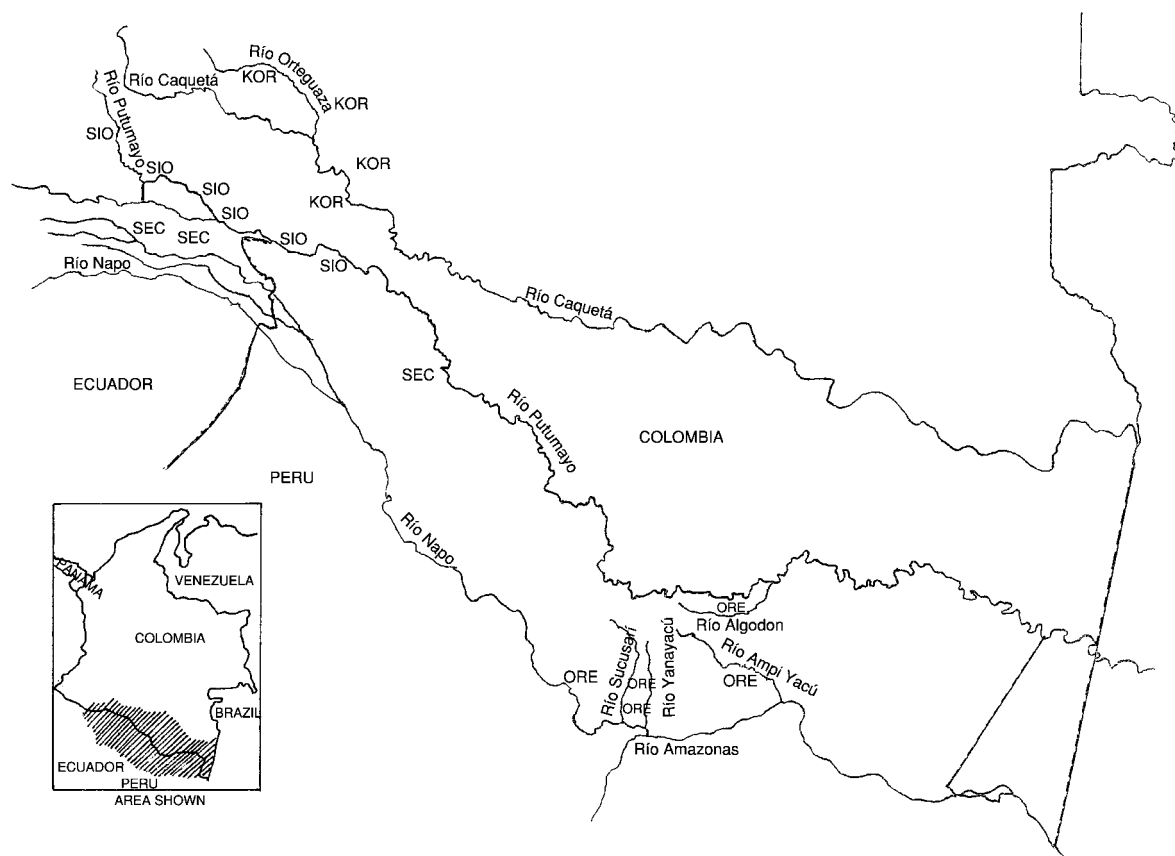 Río Orteguaza
Río Caquetá
KOR
Río Putumayo
KOR
SIO
SIO
KOR
SIO
KOR
SIO
SEC
SEC
SIO
SIO
Río Napo
Río Caquetá
ECUADOR
SEC
Río Putumayo
COLOMBIA
PERU
Río Napo
ORE
Río Algodon
Río Sucusarí
Río Yanayacú
Río Ampi Yacú
ORE
ORE
ORE
ORE
Río Amazonas
PANAMA
VENEZUELA
COLOMBIA
BRAZIL
ECUADOR
PERU
AREA SHOWN